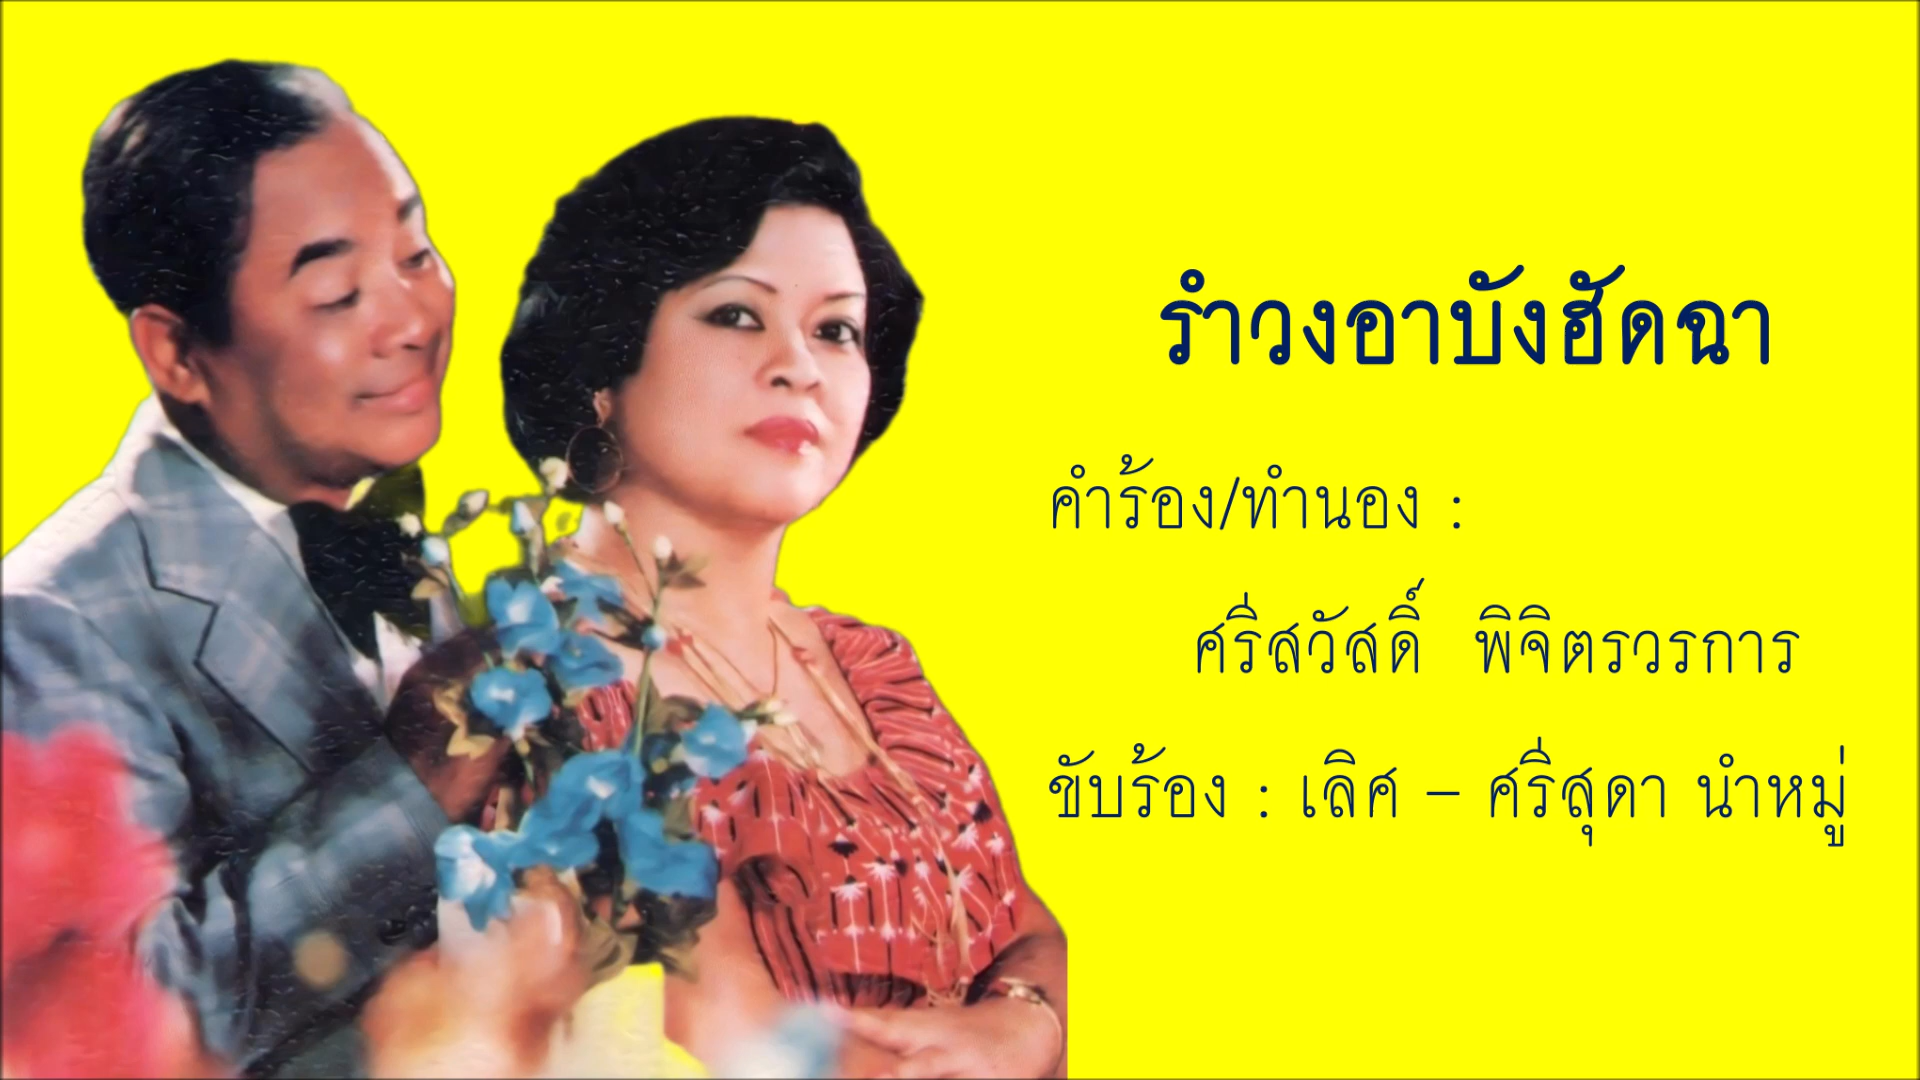 รำวงอาบังฮัดฉา
คำร้อง/ทำนอง :
ศรีสวัสดิ์ พิจิตรวรการ
ขับร้อง : เลิศ – ศรีสุดา นำหมู่